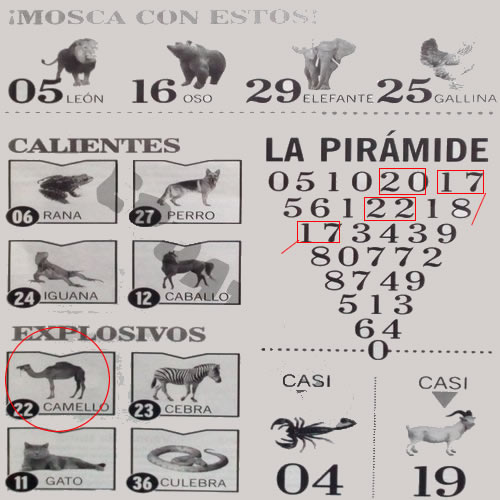 ¡MOSCA CON ESTOS!
05 LEÓN 16 OSO 29 ELEFANTE 25 GALLINA
CALIENTES
06 RANA 27 PERRO
24 IGUANA 12 CABALLO
EXPLOSIVOS
22 CAMELLO 23 CEBRA
11 GATO 36 CULEBRA
LA PIRÁMIDE
05102017
5612218
173439
80772
8749
513
64
0
CASI CASI
04 19